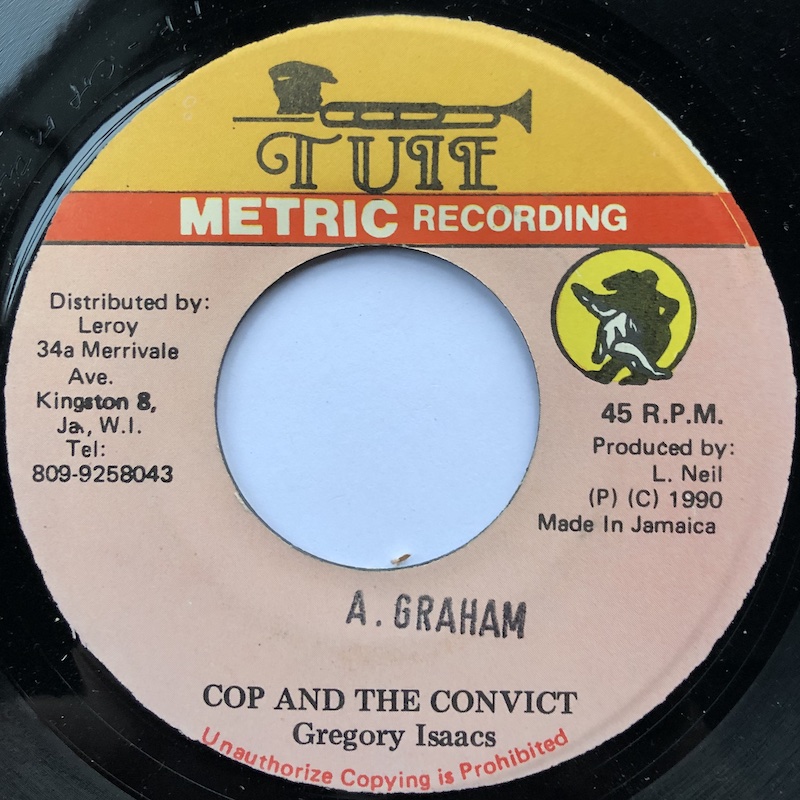 TUIF
METRIC RECORDING
Distributed by:
Leroy
34a Merrivale
Ave.
Kingston 8,
Ja., W.I.
Tel:
809-9258043
45 R.P.M.
Produced by:
L. Neil
(P) (C) 1990
Made In Jamaica
A. GRAHAM
COP AND THE CONVICT
Gregory Isaacs
Unauthorize Copying is Prohibited